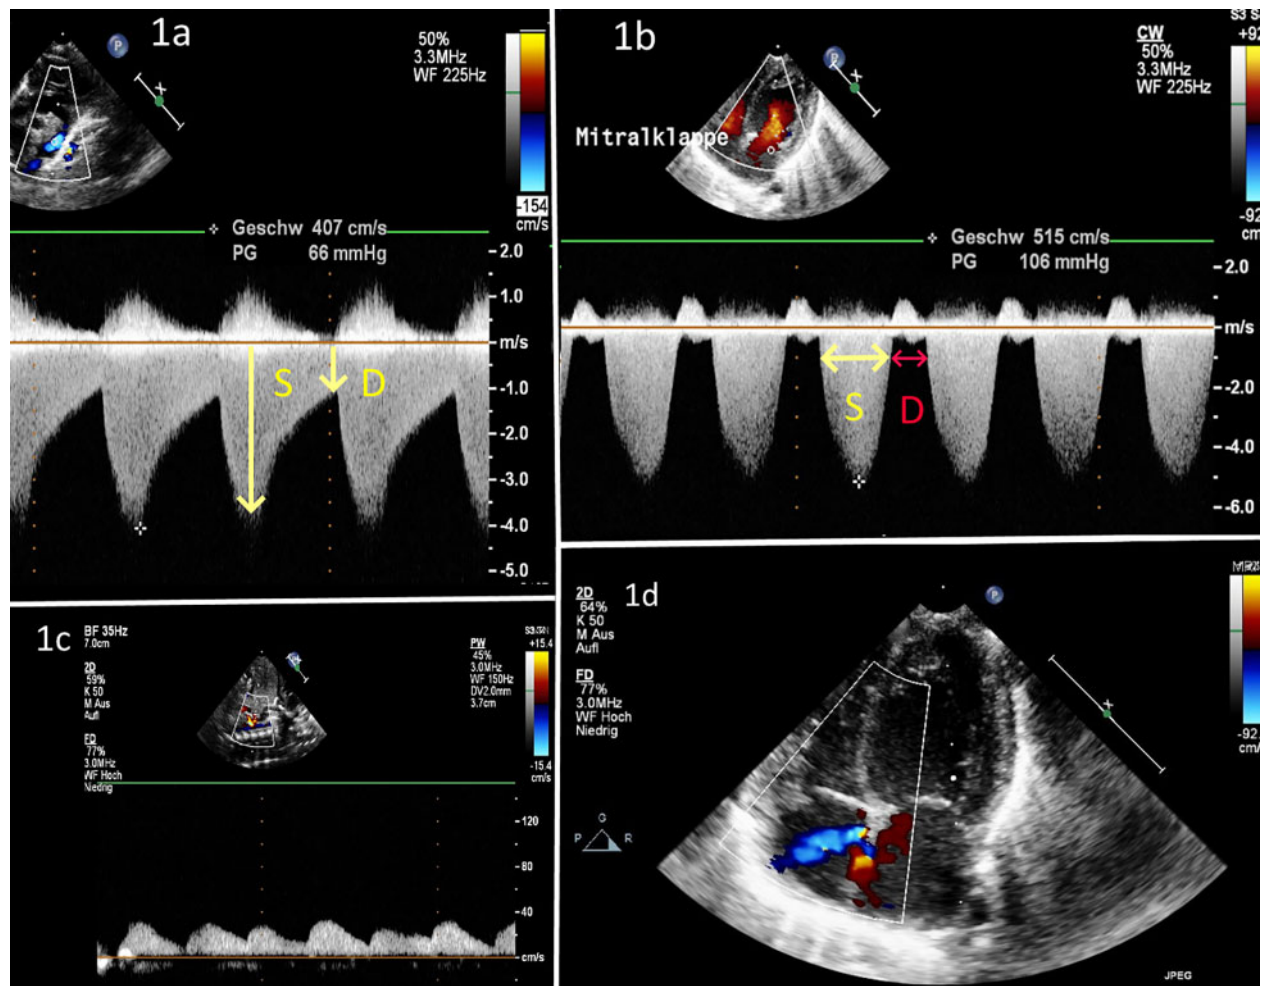 1a
P
50%
3.3MHz
WF 225Hz
-154
cm/s
Geschw 407 cm/s
PG 66 mmHg
2.0
1.0
m/s
-1.0
-2.0
-3.0
-4.0
-5.0
S
D
1b
P
Mitralklappe
CW
50%
3.3MHz
WF 225Hz
+92
-92
cm
Geschw 515 cm/s
PG 106 mmHg
2.0
m/s
-2.0
-4.0
-6.0
S
D
1c
BF 35Hz
7.0cm
2D
59%
K 50
M Aus
Aufl
FD
77%
3.0MHz
WF Hoch
Niedrig
PW
45%
3.0MHz
WF 150Hz
DV2.0mm
3.7cm
+15.4
-15.4
cm/s
120
80
40
cm/s
1d
P
2D
64%
K 50
M Aus
Aufl
FD
77%
3.0MHz
WF Hoch
Niedrig
G
P R
-92.
cm/
JPEG